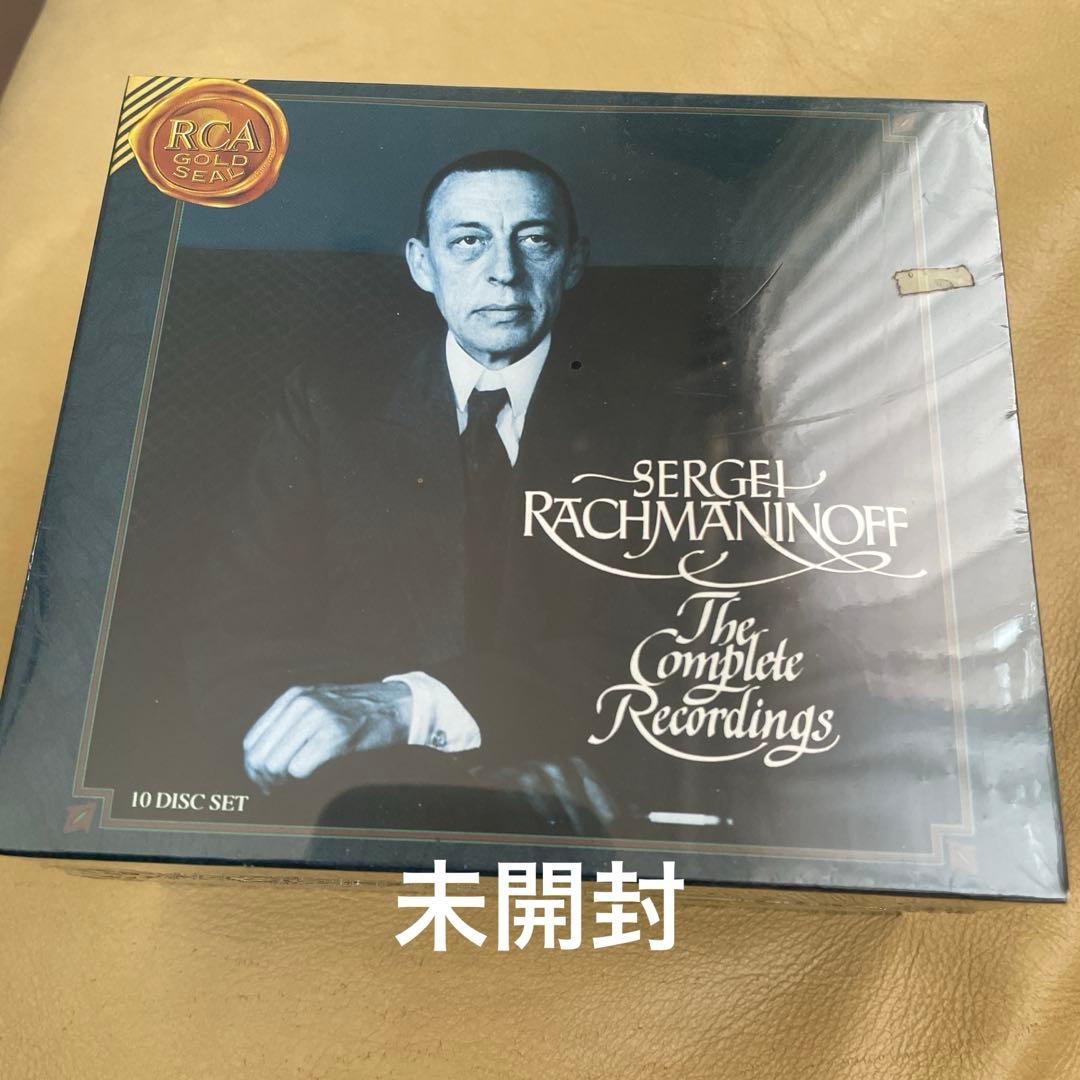 RCA
GOLD
SEAL
SERGEI
RACHMANINOFF
The
Complete
Recordings
10 DISC SET
未開封